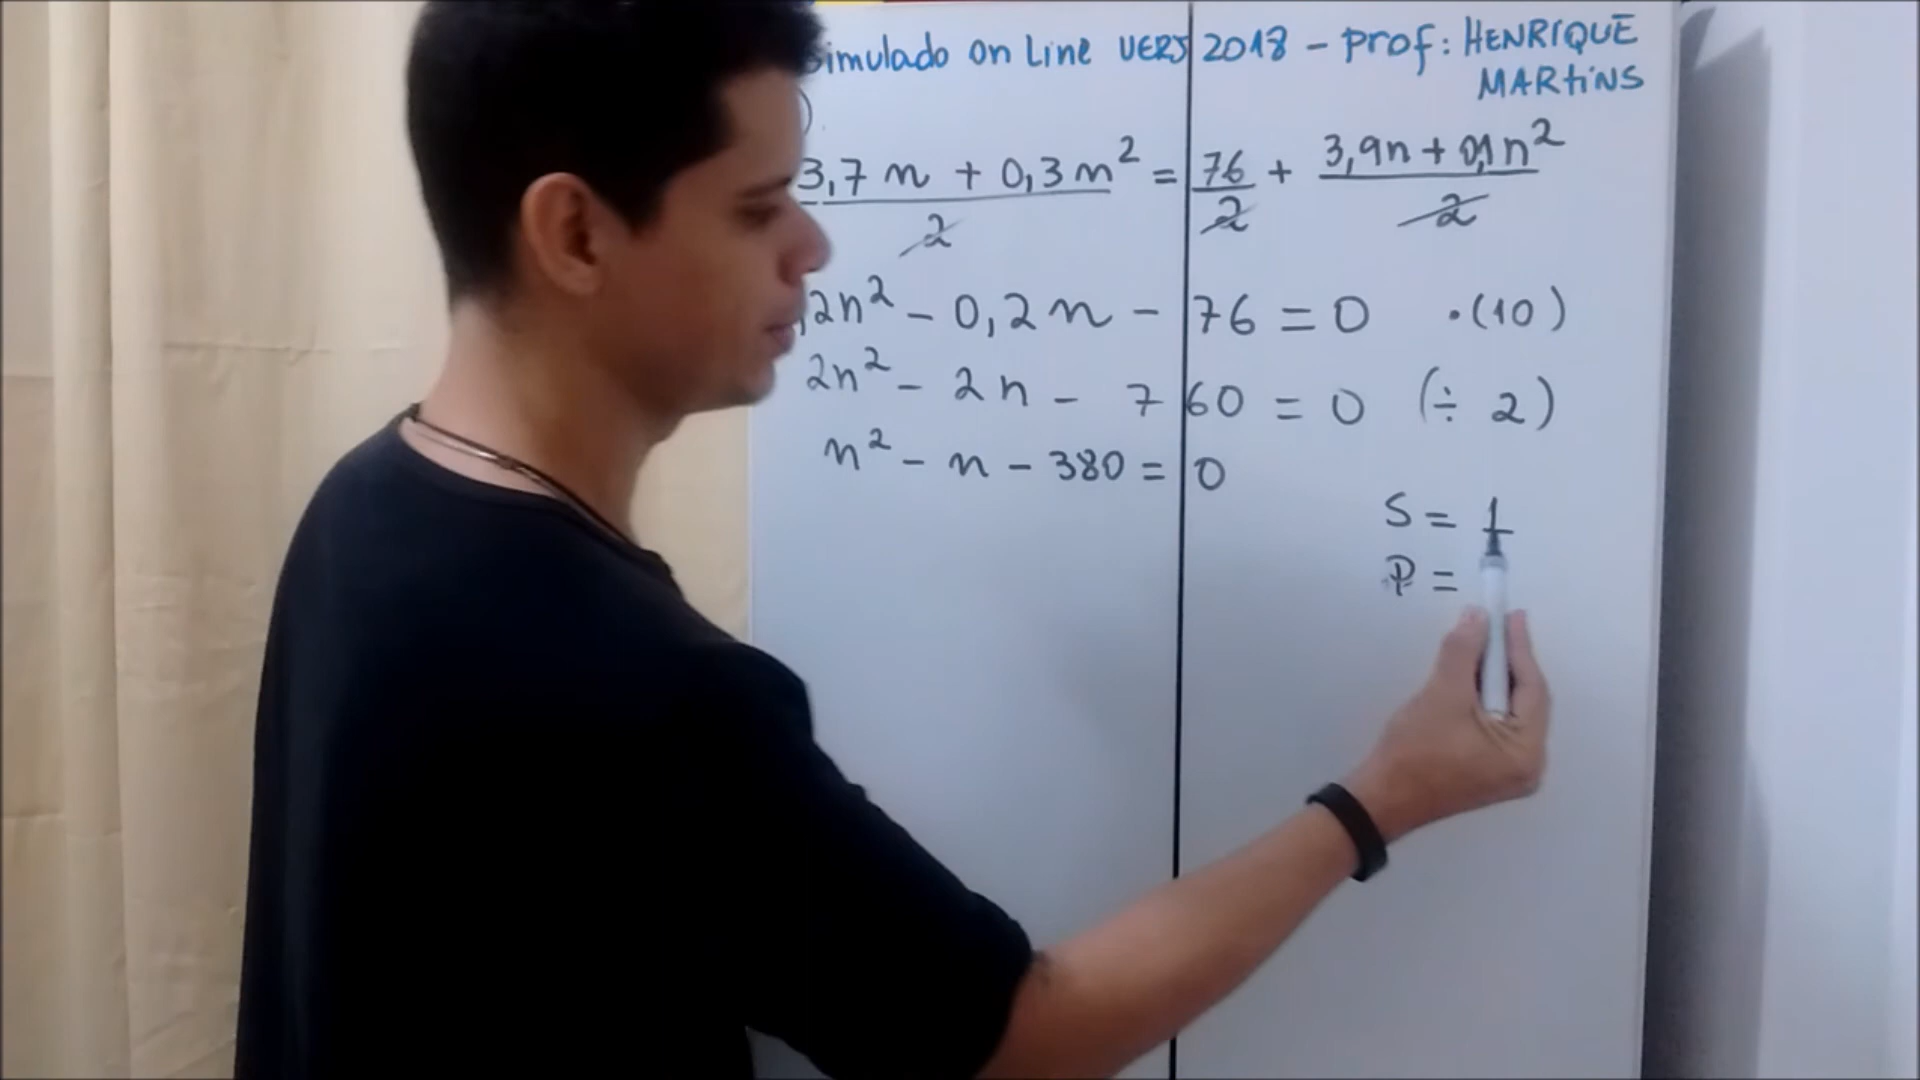 simulado on Line UERJ 2018 - Prof: HENRIQUE
MARtiNS
)
3,7n + 0,3n² = 76 + 3,9n + 0,1n²
2 2 2
,2n² - 0,2n - 76 = 0 · (10)
2n² - 2n - 760 = 0 (÷ 2)
n² - n - 380 = 0
S = 1
P =